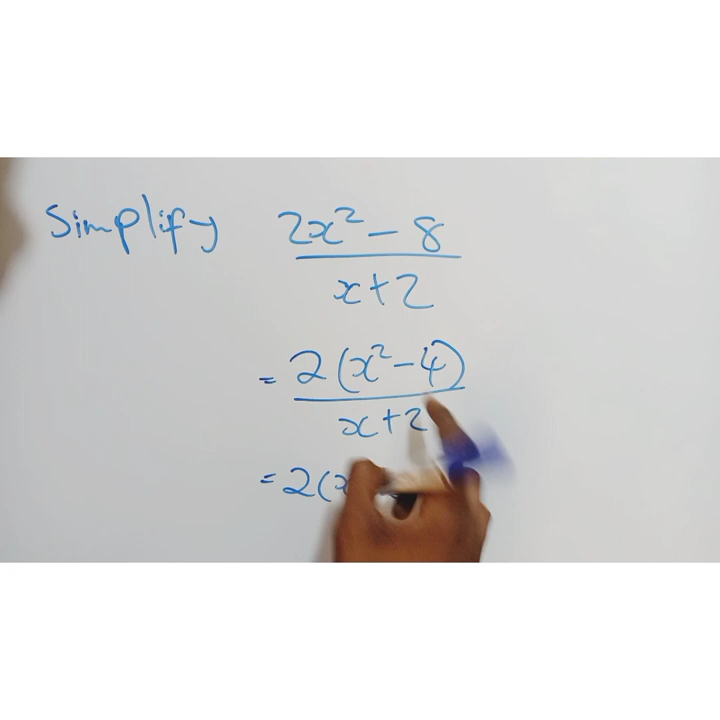 Simplify 2x² - 8
x + 2
= 2(x² - 4)
x + 2
= 2(x